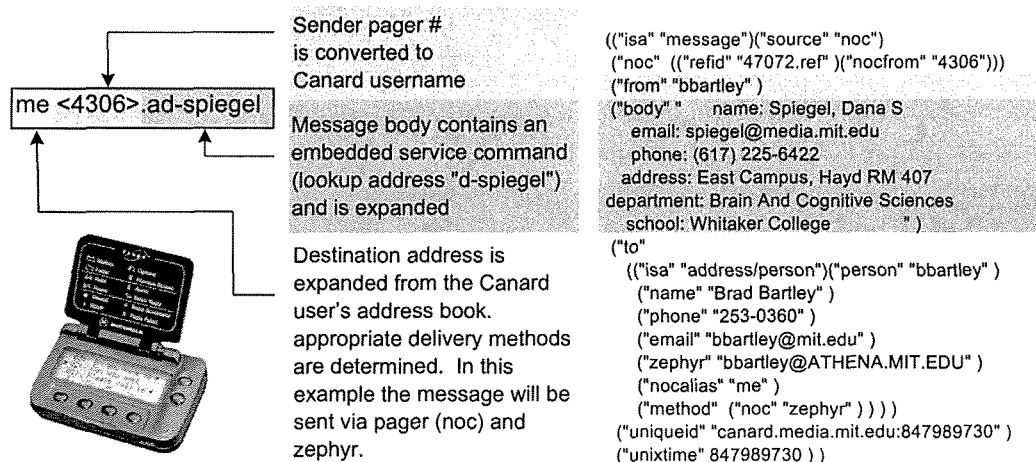 Sender pager #
is converted to
Canard username
me <4306>.ad-spiegel
Message body contains an
embedded service command
(lookup address "d-spiegel")
and is expanded
Destination address is
expanded from the Canard
user's address book.
appropriate delivery methods
are determined. In this
example the message will be
sent via pager (noc) and
zephyr.
(("isa" "message")("source" "noc")
("noc" (("refid" "47072.ref" )("nocfrom" "4306")))
("from" "bbartley" )
("body" " name: Spiegel, Dana S
email: spiegel@media.mit.edu
phone: (617) 225-6422
address: East Campus, Hayd RM 407
department: Brain And Cognitive Sciences
school: Whitaker College " )
("to"
(("isa" "address/person")("person" "bbartley" )
("name" "Brad Bartley" )
("phone" "253-0360" )
("email" "bbartley@mit.edu" )
("zephyr" "bbartley@ATHENA.MIT.EDU" )
("nocalias" "me" )
("method" ("noc" "zephyr" ) ) ) )
("uniqueid" "canard.media.mit.edu:847989730" )
("unixtime" 847989730 ) )